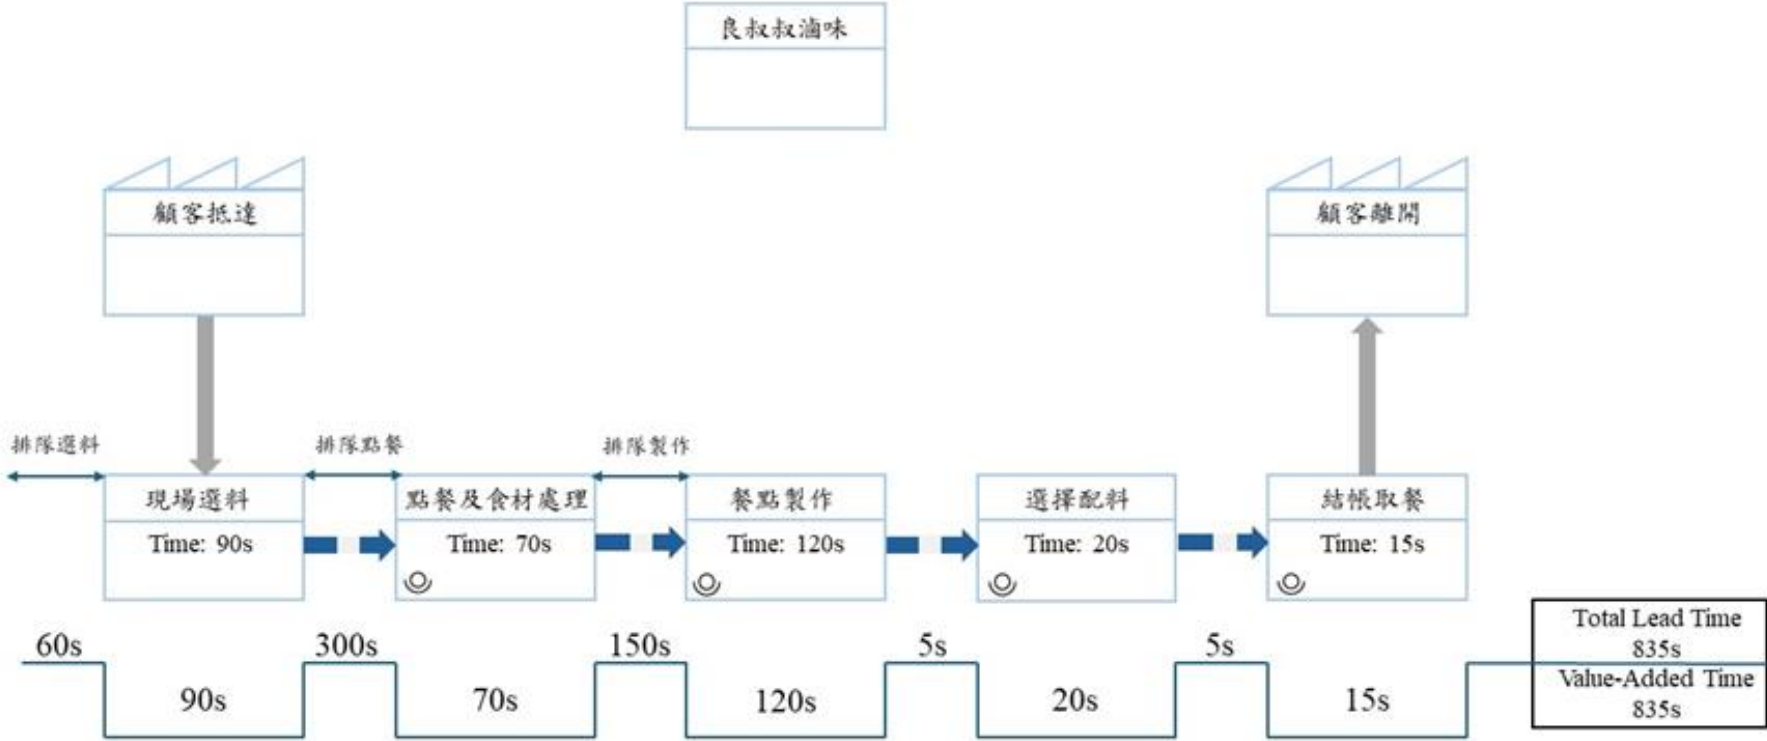 良叔叔滷味
顧客抵達
顧客離開
排隊選料
排隊點餐
排隊製作
現場選料
Time: 90s
點餐及食材處理
Time: 70s
餐點製作
Time: 120s
選擇配料
Time: 20s
結帳取餐
Time: 15s
60s
300s
150s
5s
5s
90s
70s
120s
20s
15s
Total Lead Time
835s
Value-Added Time
835s